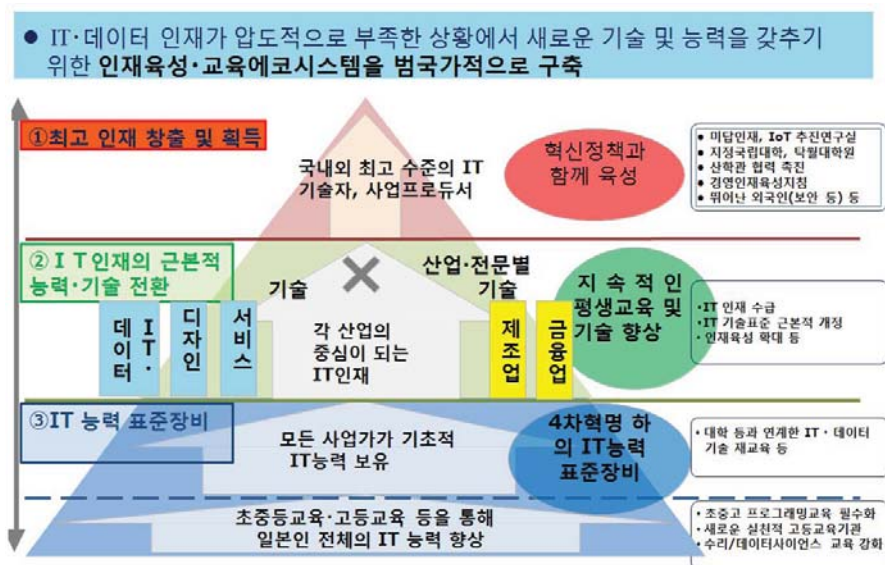 ● IT·데이터 인재가 압도적으로 부족한 상황에서 새로운 기술 및 능력을 갖추기
위한 인재육성·교육에코시스템을 범국가적으로 구축
①최고 인재 창출 및 획득
국내외 최고 수준의 IT
기술자, 사업프로듀서
혁신정책과
함께 육성
● 미답인재, IoT 추진연구실
● 지정국립대학, 탁월대학원
● 산학관 협력 촉진
● 경영인재육성지침
● 뛰어난 외국인(보안 등) 등
②IT인재의 근본적
능력·기술 전환
데이터
IT·
디자인
서비스
기술
산업·전문별
기술
각 산업의
중심이 되는
IT인재
제조업
금융업
지속적인
평생교육 및
기술 향상
·IT 인재 수급
·IT 기술표준 근본적 개정
·인재육성 확대 등
③IT 능력 표준장비
모든 사업가가 기초적
IT능력 보유
4차혁명 하
의 IT능력
표준장비
· 대학 등과 연계한 IT·데이터
기술 재교육 등
초중등교육·고등교육 등을 통해
일본인 전체의 IT 능력 향상
· 초중고 프로그래밍교육 필수화
· 새로운 실천적 고등교육기관
· 수리/데이터사이언스 교육 강화